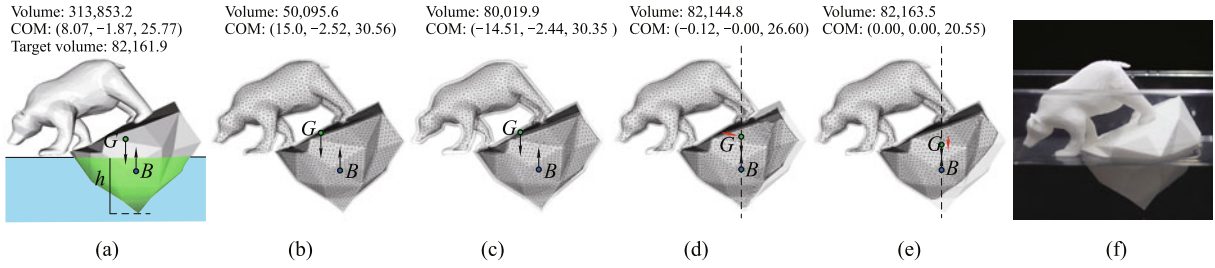 Volume: 313,853.2
COM: (8.07, −1.87, 25.77)
Target volume: 82,161.9
G
B
h
(a)
Volume: 50,095.6
COM: (15.0, −2.52, 30.56)
G
B
(b)
Volume: 80,019.9
COM: (−14.51, −2.44, 30.35 )
G
B
(c)
Volume: 82,144.8
COM: (−0.12, −0.00, 26.60)
G
B
(d)
Volume: 82,163.5
COM: (0.00, 0.00, 20.55)
G
B
(e)
(f)